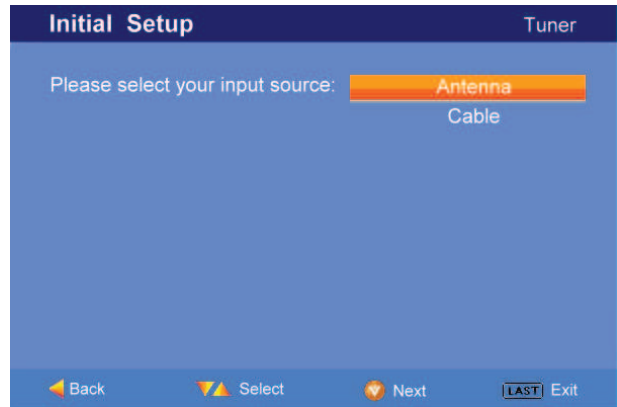 Initial Setup Tuner
Please select your input source: Antenna
Cable
Back Select Next LAST Exit